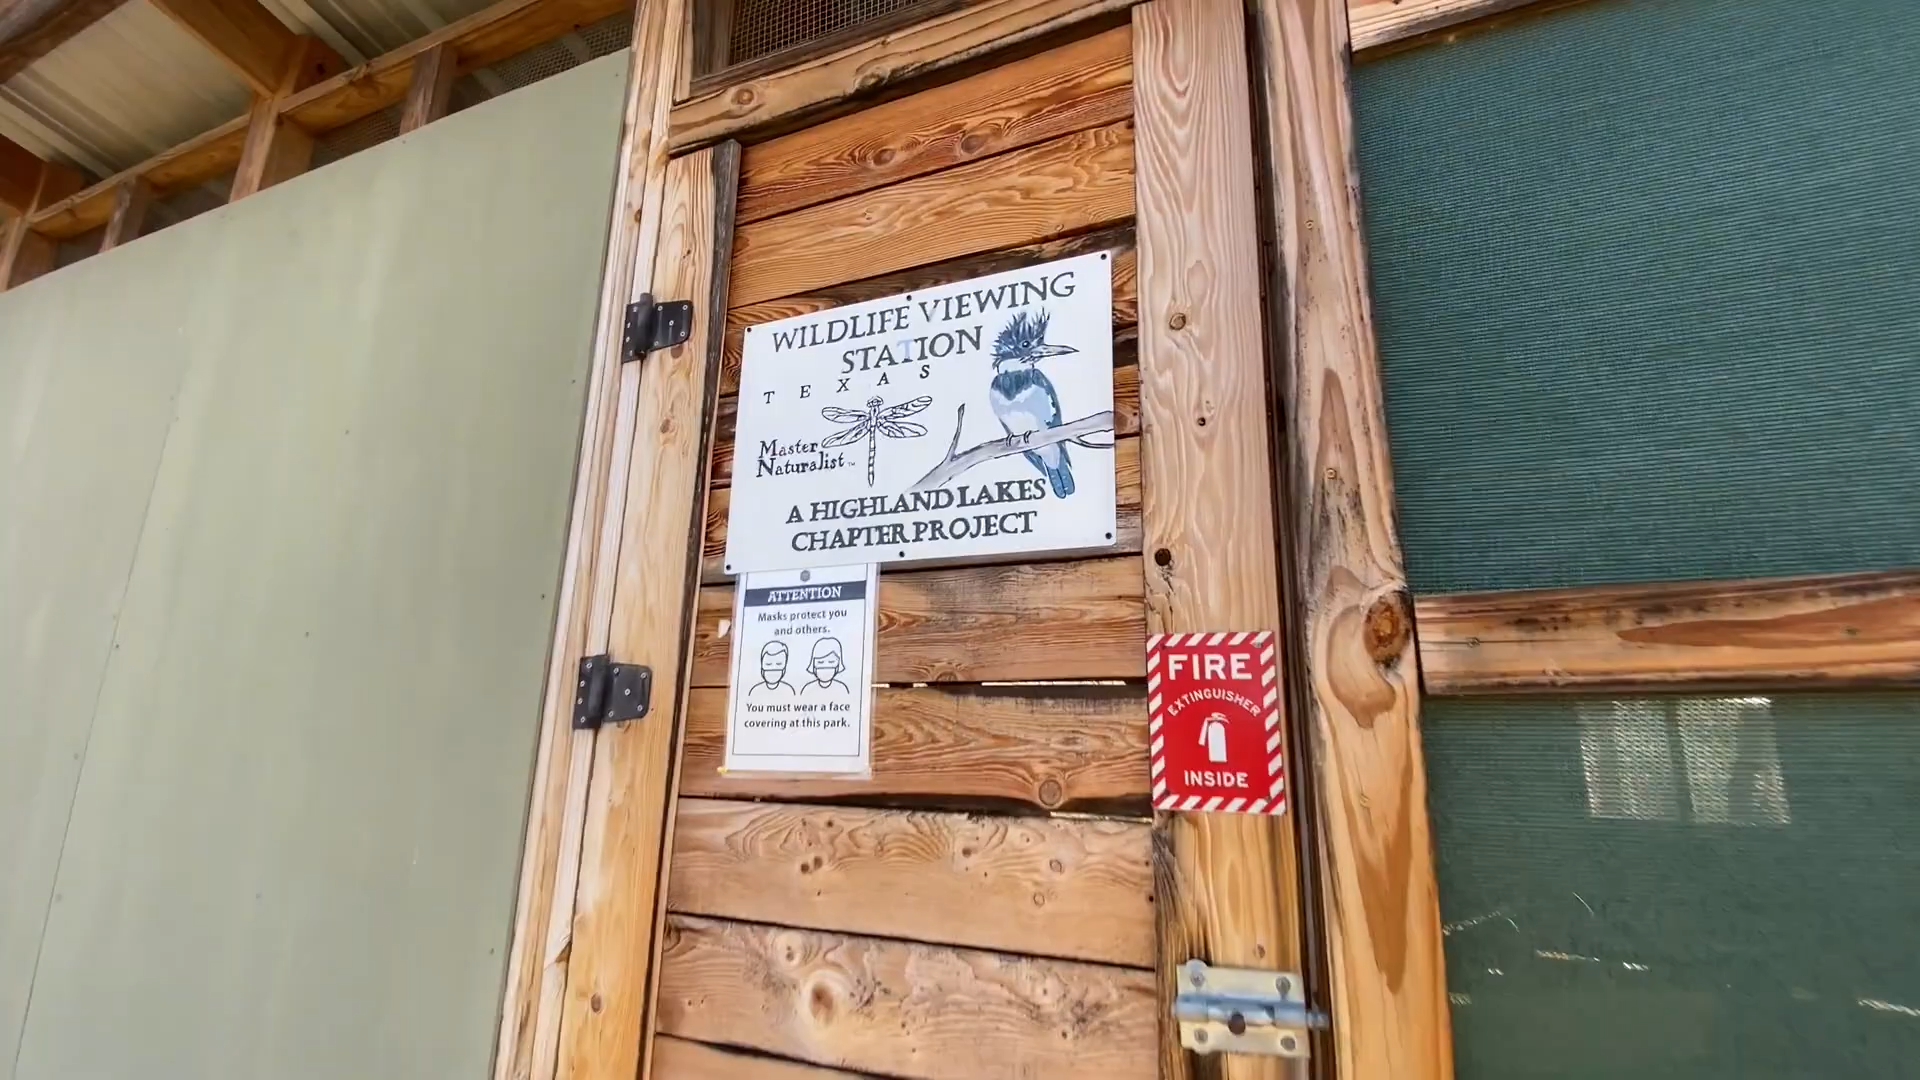 WILDLIFE VIEWING
STATION
TEXAS
Master
Naturalist™
A HIGHLAND LAKES
CHAPTER PROJECT
ATTENTION
Masks protect you
and others.
You must wear a face
covering at this park.
FIRE
EXTINGUISHER
INSIDE